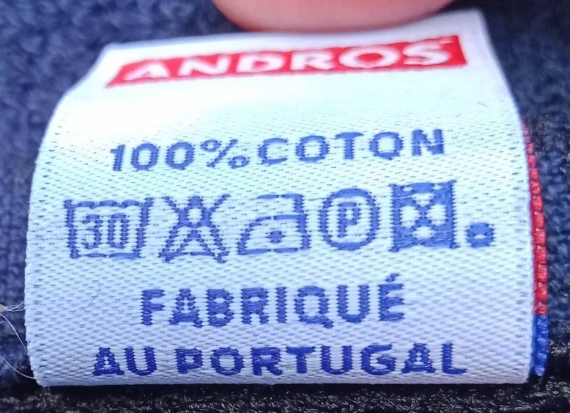 ANDROS
100% COTON
30 P
FABRIQUÉ
AU PORTUGAL